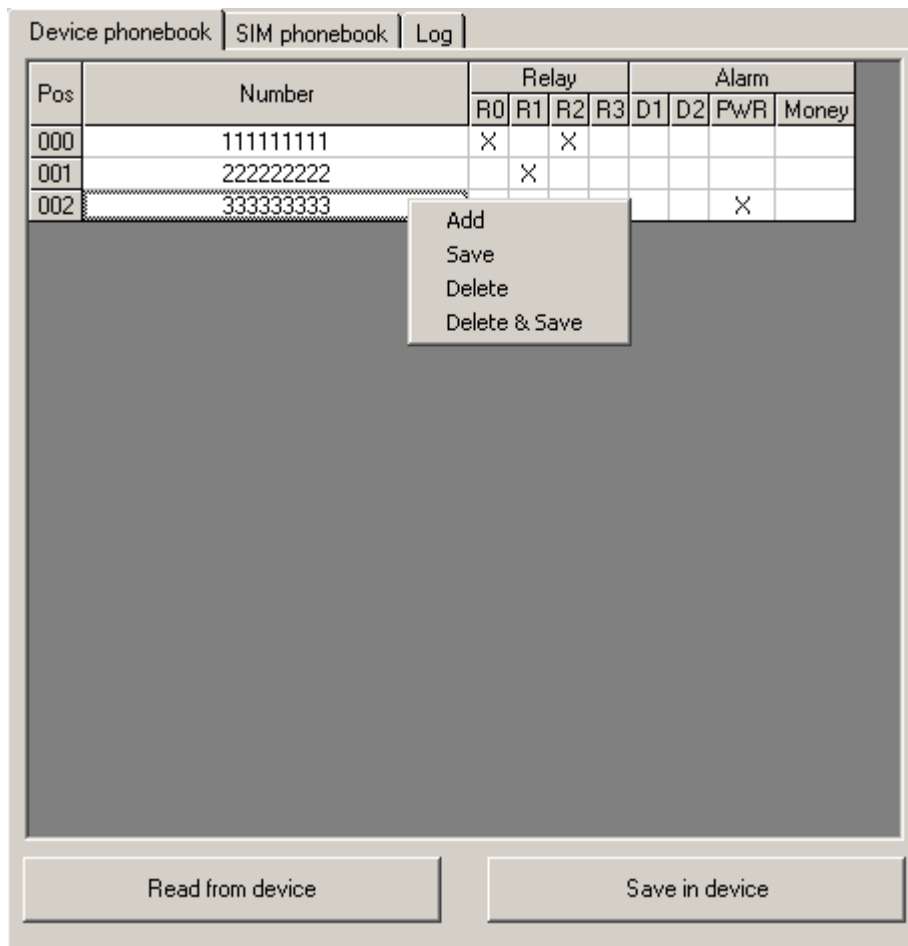 Device phonebook SIM phonebook Log
Pos Number Relay Alarm
R0 R1 R2 R3 D1 D2 PWR Money
000 111111111 X X
001 222222222 X
002 333333333 X
Add
Save
Delete
Delete & Save
Read from device Save in device